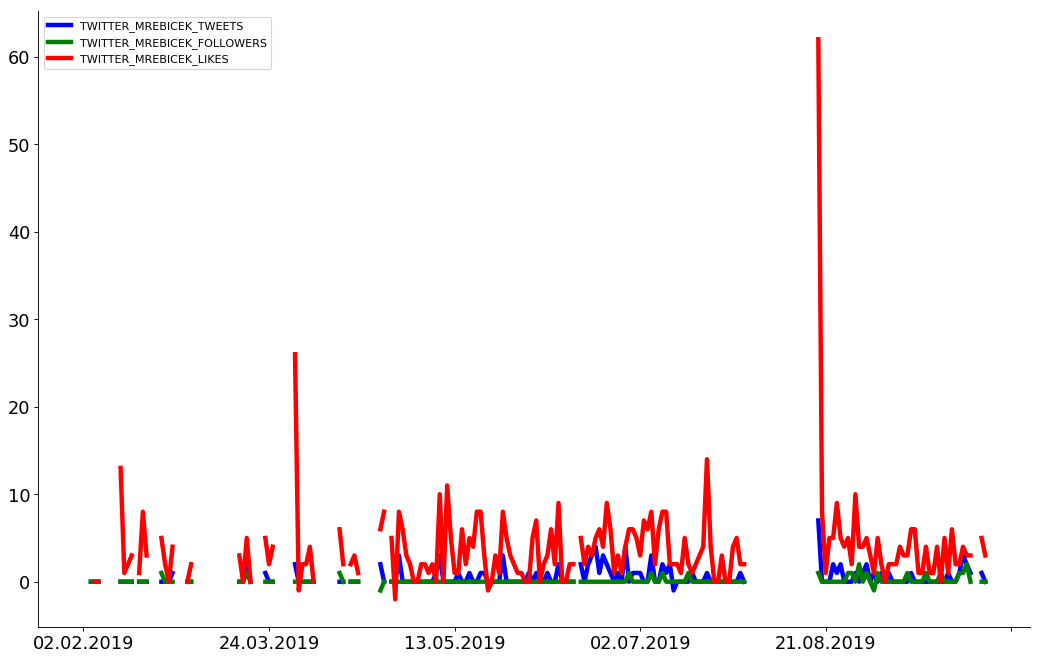 TWITTER_MREBICEK_TWEETS
TWITTER_MREBICEK_FOLLOWERS
TWITTER_MREBICEK_LIKES
60
50
40
30
20
10
0
02.02.2019 24.03.2019 13.05.2019 02.07.2019 21.08.2019